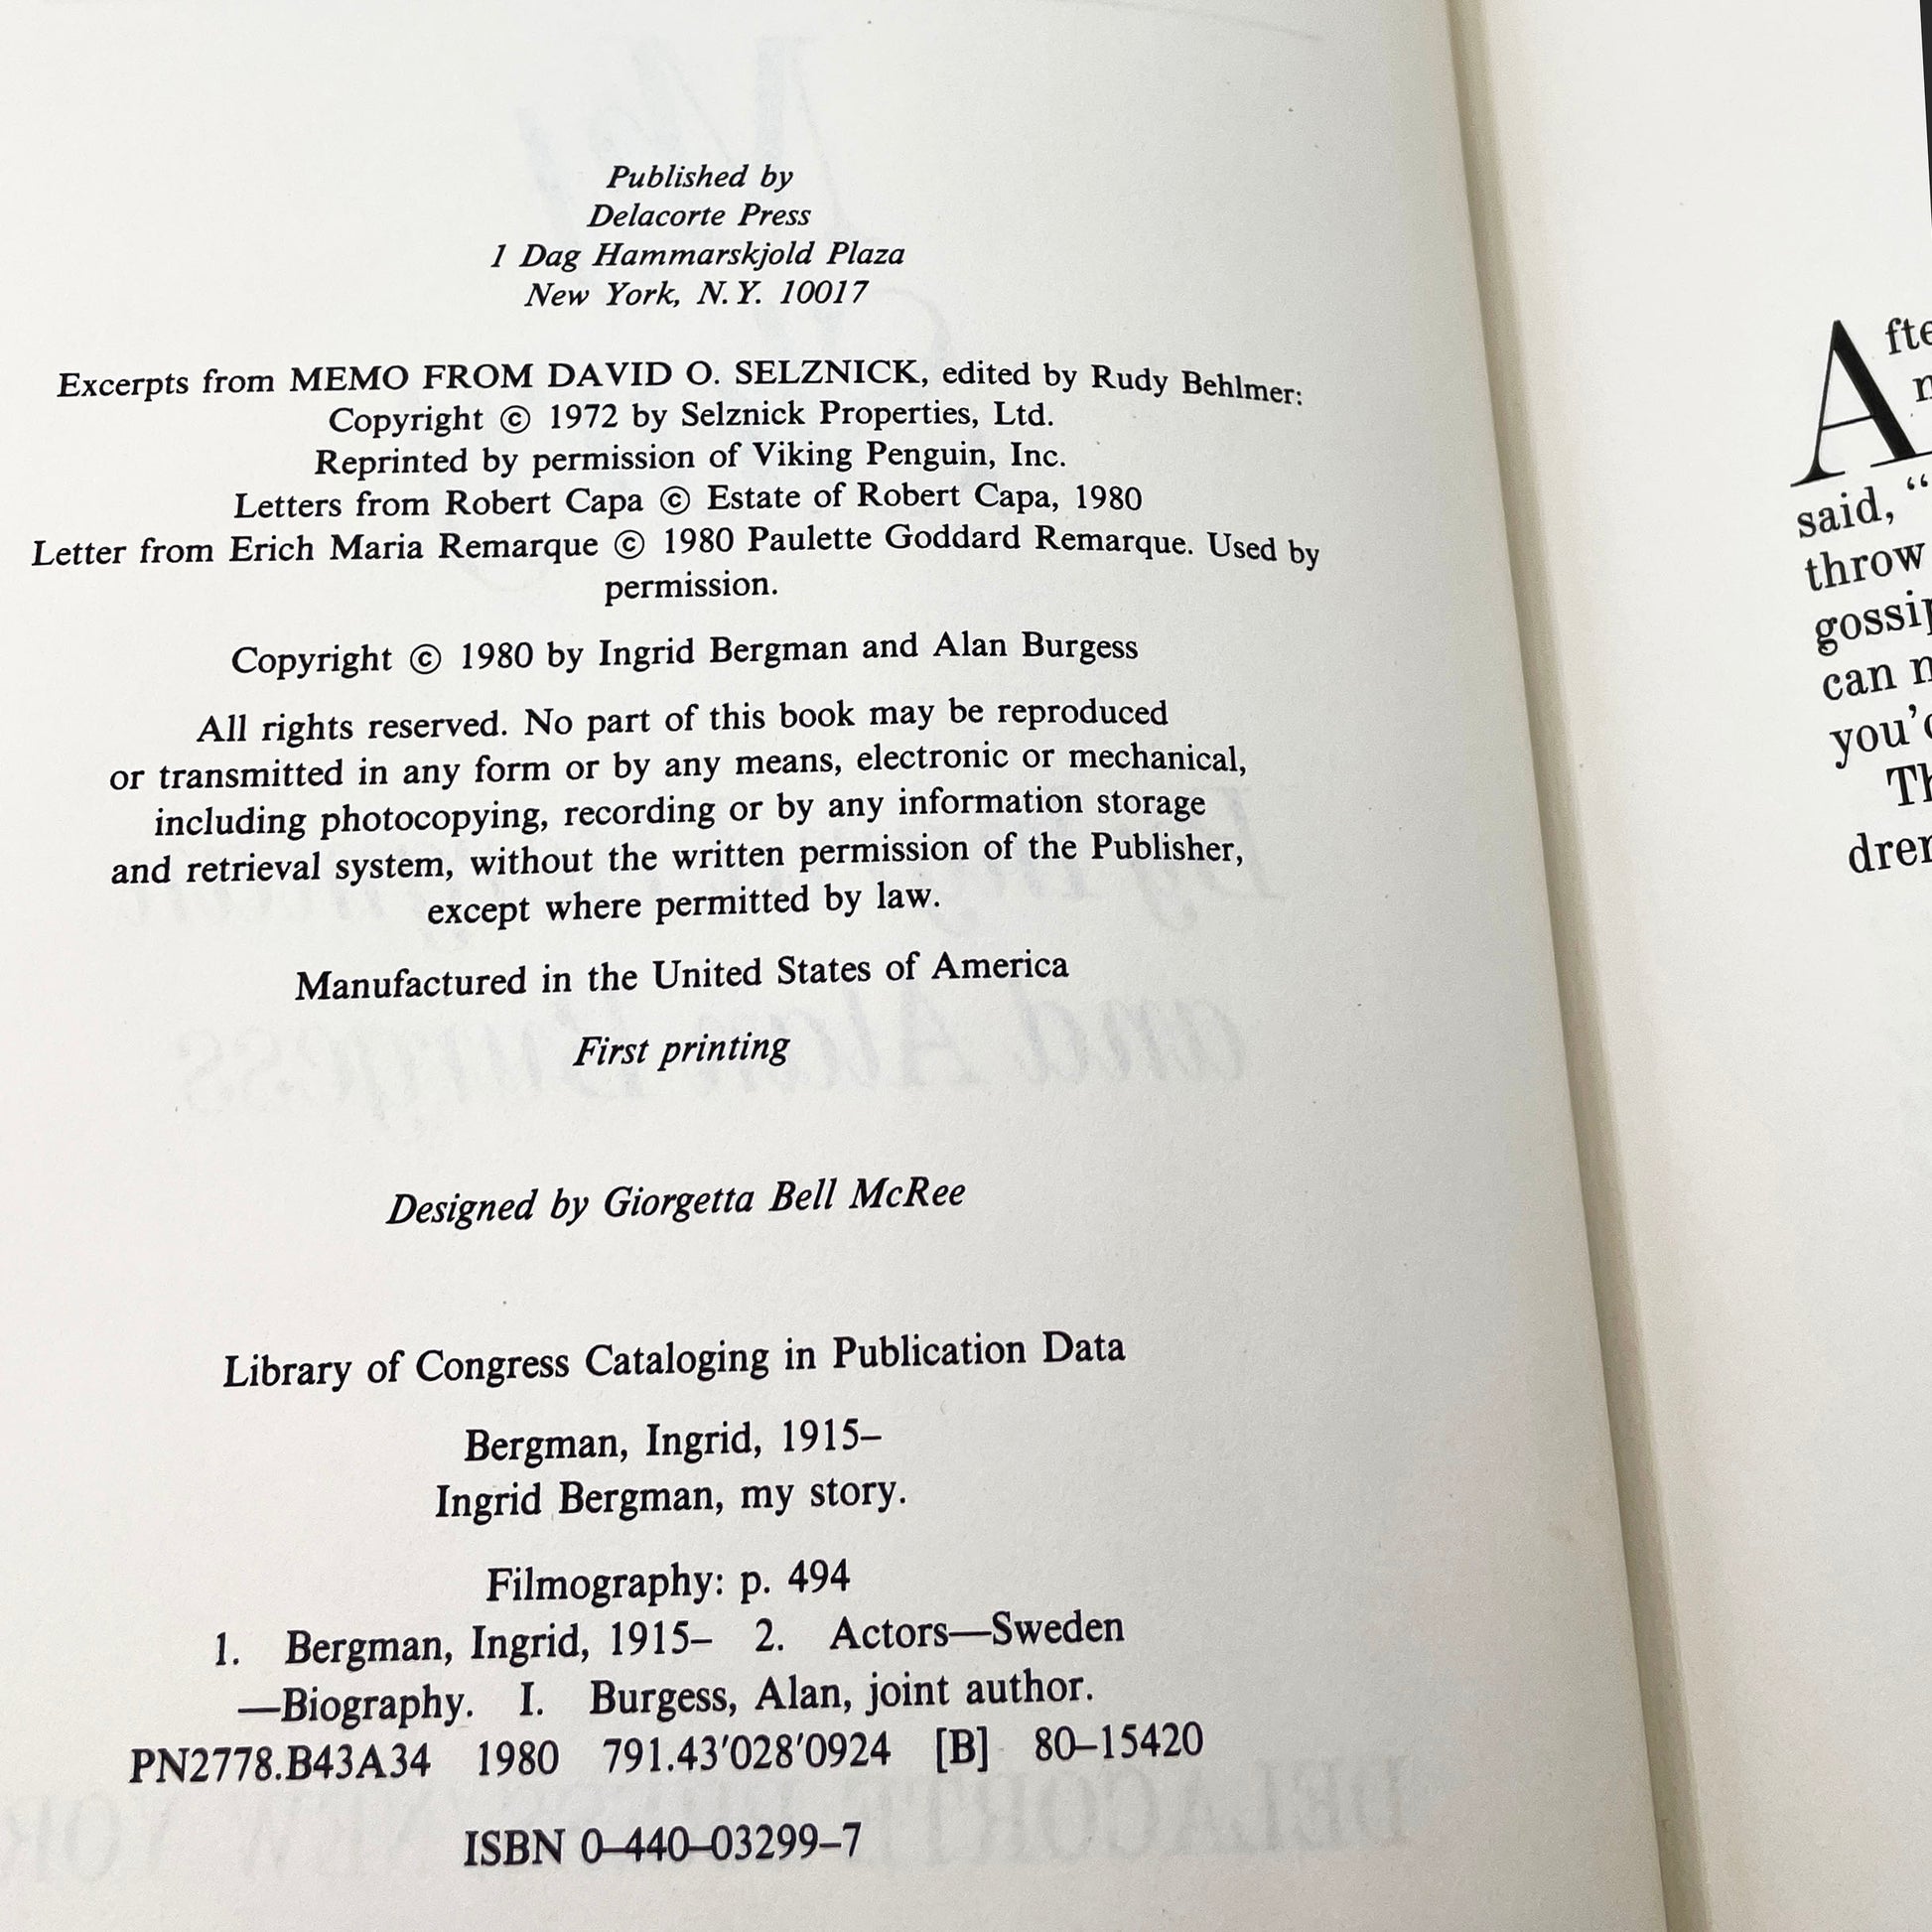 Published by
Delacorte Press
1 Dag Hammarskjold Plaza
New York, N.Y. 10017
Excerpts from MEMO FROM DAVID O. SELZNICK, edited by Rudy Behlmer:
Copyright © 1972 by Selznick Properties, Ltd.
Reprinted by permission of Viking Penguin, Inc.
Letters from Robert Capa © Estate of Robert Capa, 1980
Letter from Erich Maria Remarque © 1980 Paulette Goddard Remarque. Used by
permission.
Copyright © 1980 by Ingrid Bergman and Alan Burgess
All rights reserved. No part of this book may be reproduced
or transmitted in any form or by any means, electronic or mechanical,
including photocopying, recording or by any information storage
and retrieval system, without the written permission of the Publisher,
except where permitted by law.
Manufactured in the United States of America
First printing
Designed by Giorgetta Bell McRee
Library of Congress Cataloging in Publication Data
Bergman, Ingrid, 1915–
Ingrid Bergman, my story.
Filmography: p. 494
1. Bergman, Ingrid, 1915– 2. Actors—Sweden
—Biography. I. Burgess, Alan, joint author.
PN2778.B43A34 1980 791.43′028′0924 [B] 80–15420
ISBN 0–440–03299–7
said, “
throw
can